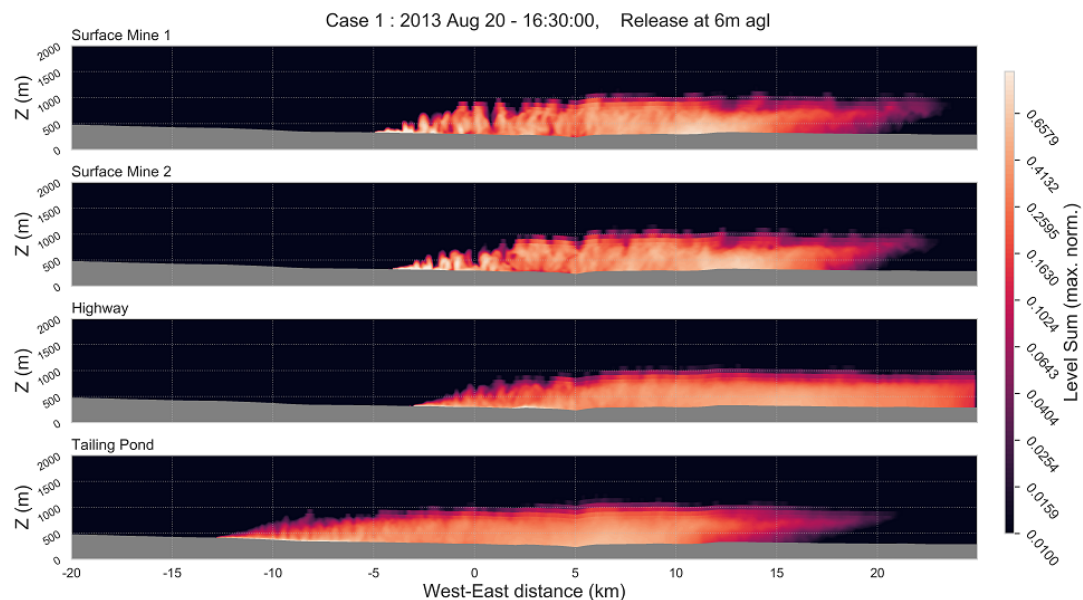 Case 1 : 2013 Aug 20 - 16:30:00, Release at 6m agl
Surface Mine 1
Z (m)
2000
1500
1000
500
0
Surface Mine 2
Z (m)
2000
1500
1000
500
0
Highway
Z (m)
2000
1500
1000
500
0
Tailing Pond
Z (m)
2000
1500
1000
500
0
-20 -15 -10 -5 0 5 10 15 20
West-East distance (km)
0.6579
0.4132
0.2595
0.1630
0.1024
0.0643
0.0404
0.0254
0.0159
0.0100
Level Sum (max. norm.)